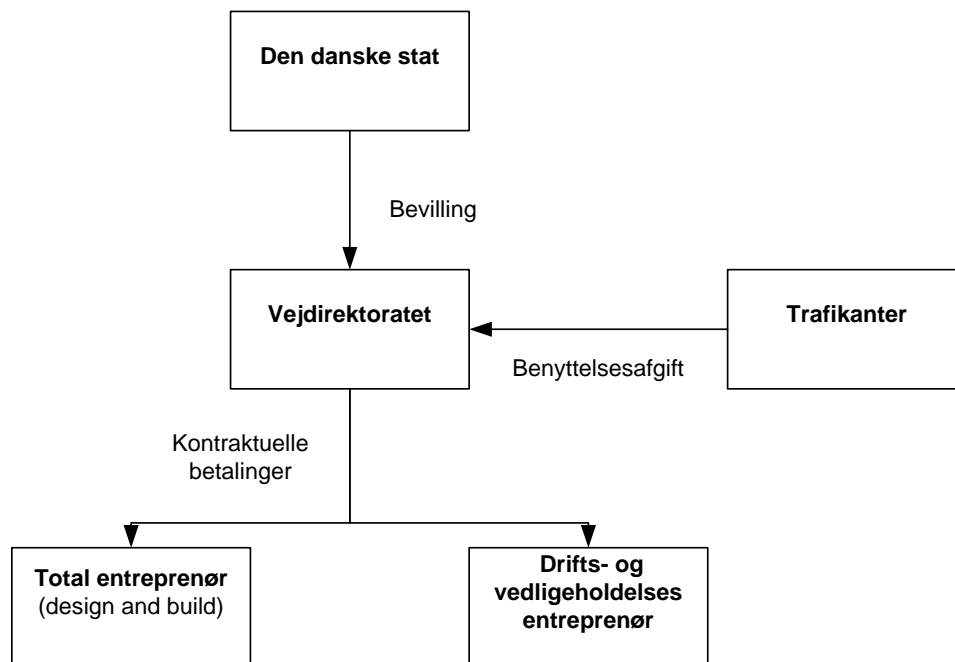 Den danske stat
Bevilling
Vejdirektoratet
Trafikanter
Benyttelsesafgift
Kontraktuelle
betalinger
Total entreprenør
(design and build)
Drifts- og
vedligeholdelses
entreprenør